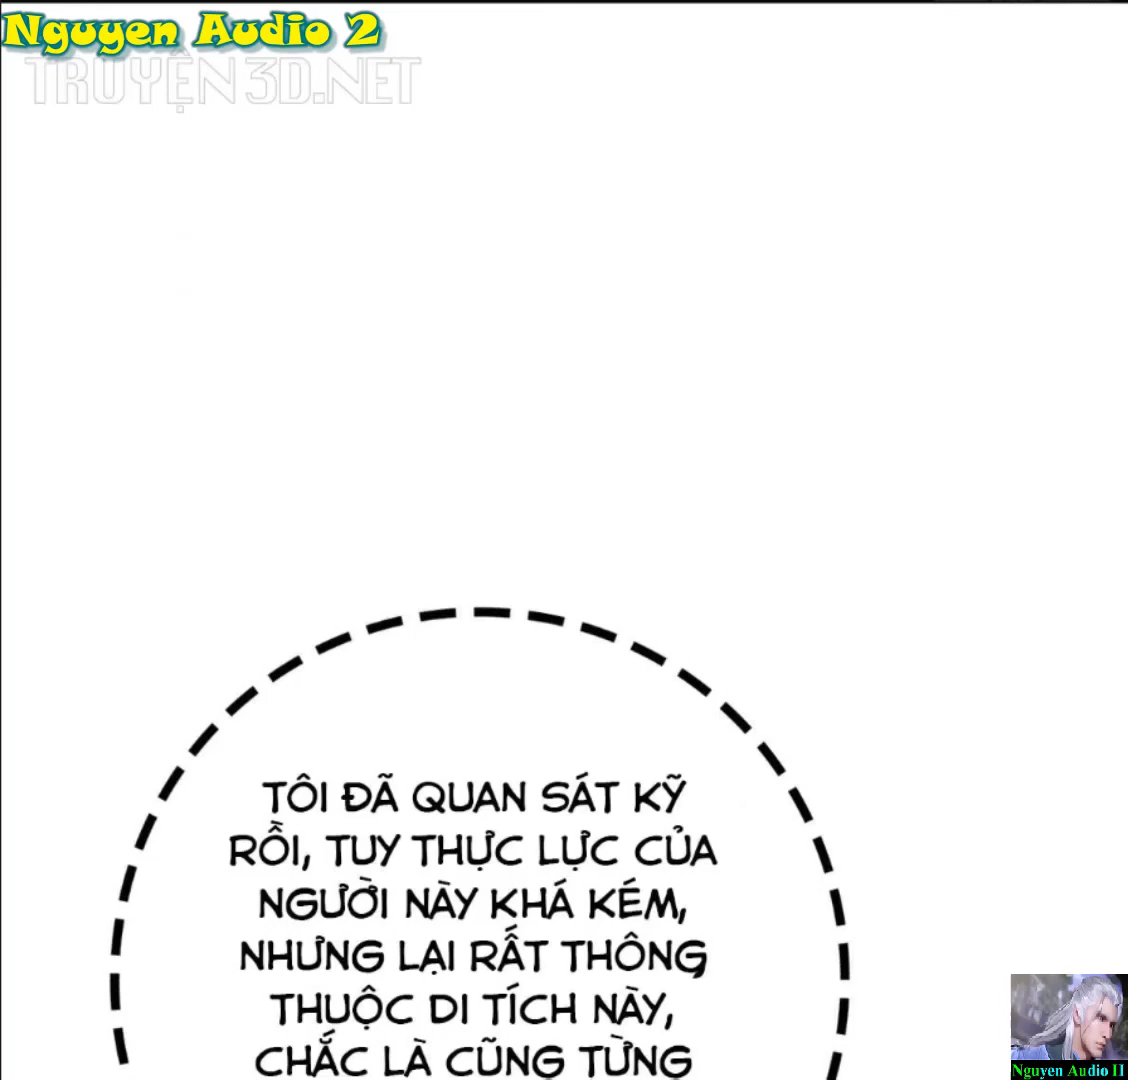 Nguyen Audio 2
TRUYỆN3D.NET
TÔI ĐÃ QUAN SÁT KỸ
RỒI, TUY THỰC LỰC CỦA
NGƯỜI NÀY KHÁ KÉM,
NHƯNG LẠI RẤT THÔNG
THUỘC DI TÍCH NÀY,
CHẮC LÀ CŨNG TỪNG
Nguyen Audio II